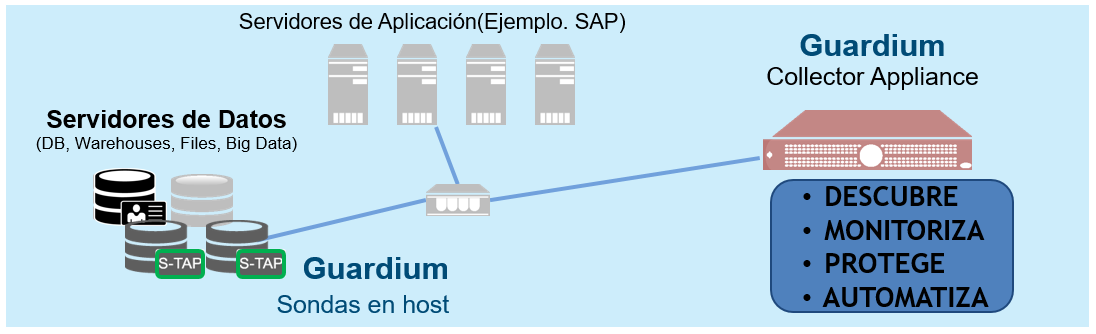 Servidores de Aplicación(Ejemplo. SAP)
Guardium
Collector Appliance
Servidores de Datos
(DB, Warehouses, Files, Big Data)
S-TAP
S-TAP
Guardium
Sondas en host
• DESCUBRE
• MONITORIZA
• PROTEGE
• AUTOMATIZA